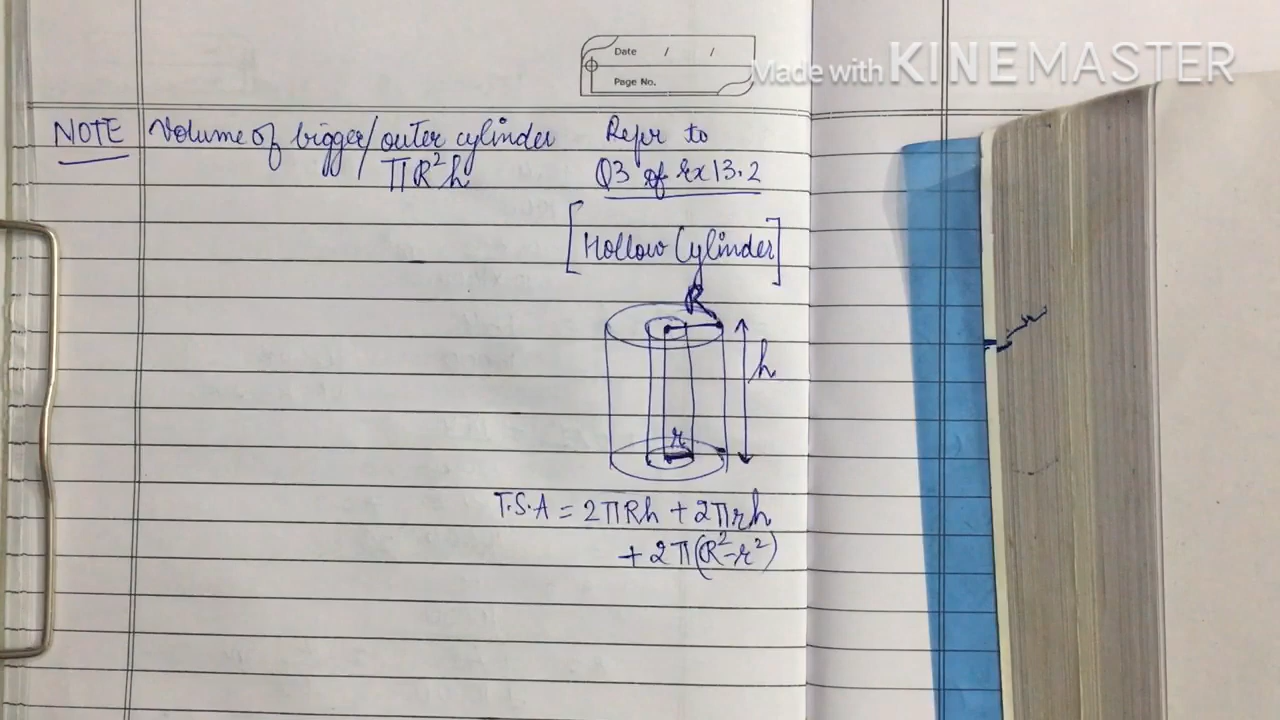 Date / /
Page No.
Made with KINEMASTER
NOTE Volume of bigger/outer cylinder
πR²h
Refer to
Q3 of Ex 13.2
[Hollow Cylinder]
R
h
r
T.S.A = 2πRh + 2πrh
+ 2π(R²-r²)